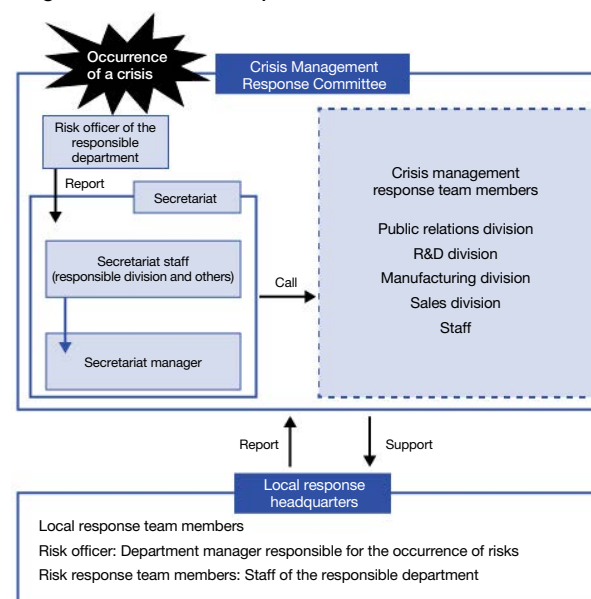 Occurrence
of a crisis
Crisis Management
Response Committee
Risk officer of the
responsible
department
Report
Secretariat
Secretariat staff
(responsible division and others)
Secretariat manager
Call
Crisis management
response team members
Public relations division
R&D division
Manufacturing division
Sales division
Staff
Report
Support
Local response
headquarters
Local response team members
Risk officer: Department manager responsible for the occurrence of risks
Risk response team members: Staff of the responsible department